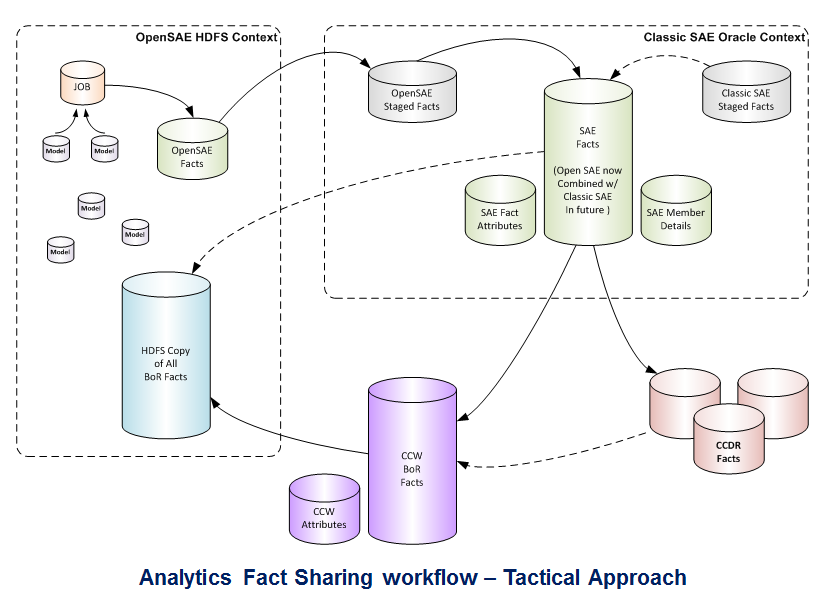 OpenSAE HDFS Context
Classic SAE Oracle Context
JOB
Model
Model
Model
Model
Model
OpenSAE
Facts
OpenSAE
Staged Facts
SAE
Facts
(Open SAE now
Combined w/
Classic SAE
In future )
Classic SAE
Staged Facts
SAE Fact
Attributes
SAE Member
Details
HDFS Copy
of All
BoR Facts
CCW
BoR
Facts
CCW
Attributes
CCDR
Facts
Analytics Fact Sharing workflow – Tactical Approach